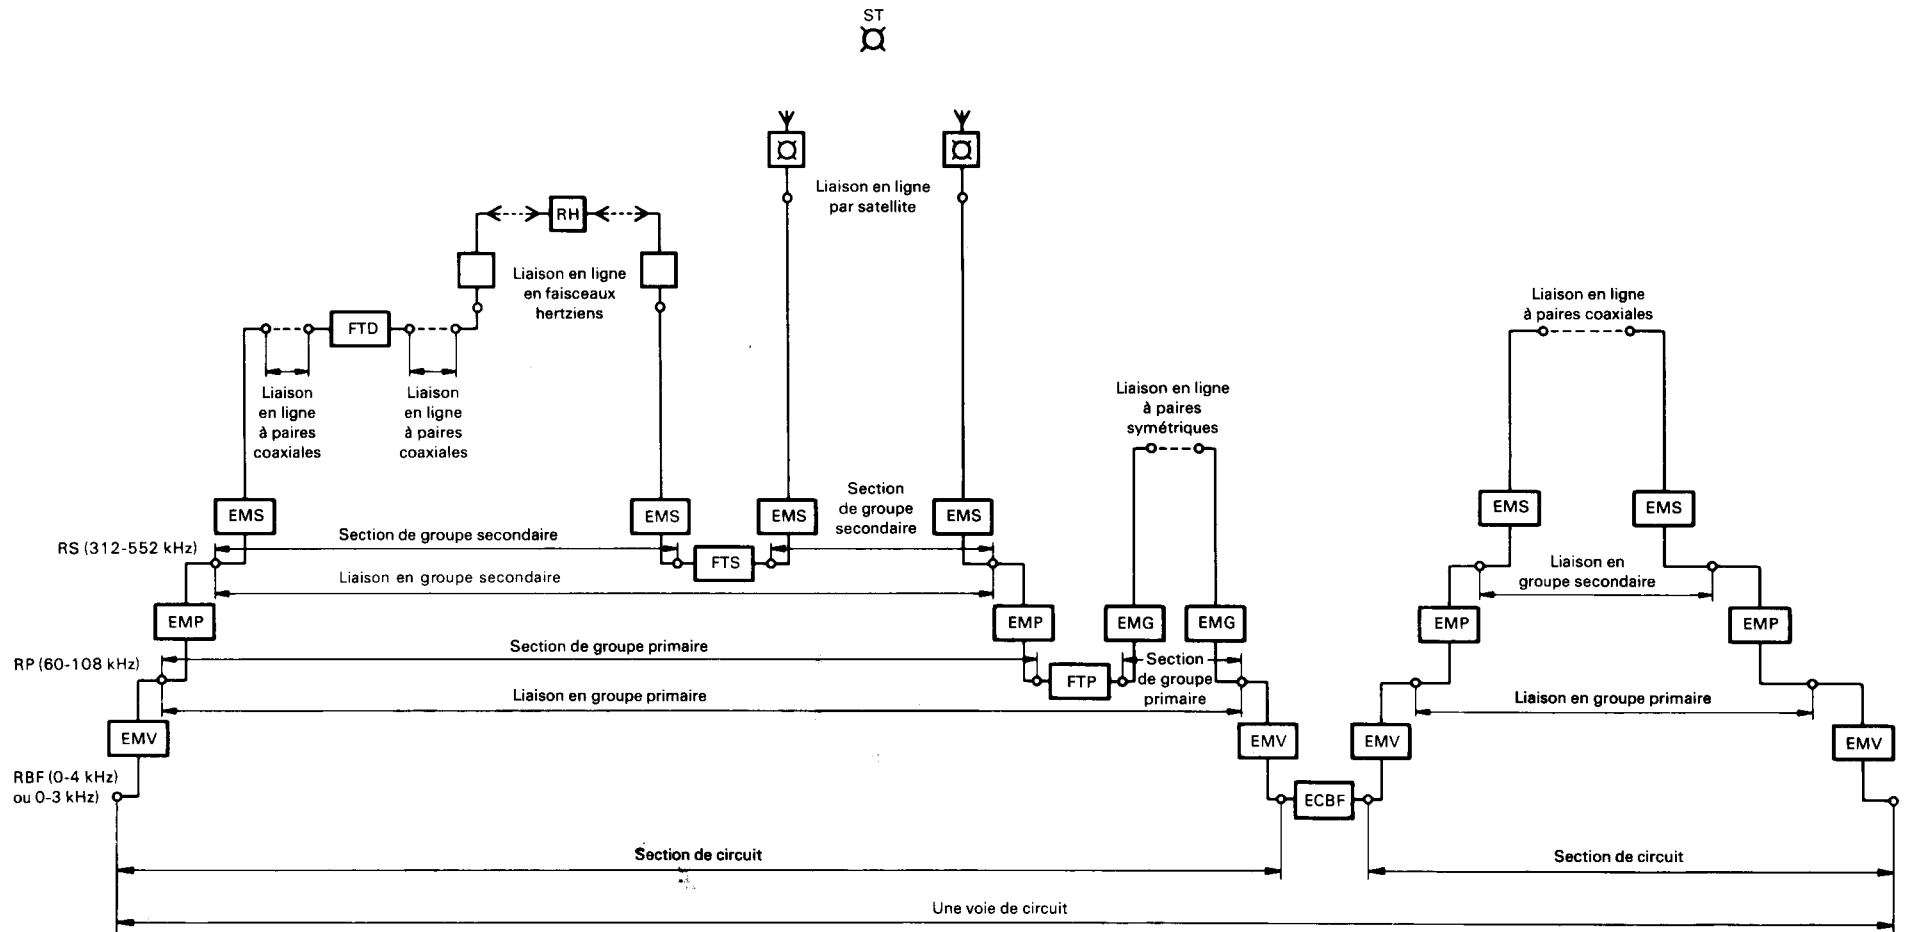 ST
Liaison en ligne
par satellite
RH
Liaison en ligne
en faisceaux
hertziens
Liaison en ligne
à paires coaxiales
FTD
Liaison
en ligne
à paires
coaxiales
Liaison
en ligne
à paires
coaxiales
Liaison en ligne
à paires
symétriques
EMS
EMS
EMS
Section
de groupe
secondaire
EMS
EMS
EMS
Section de groupe secondaire
RS (312-552 kHz)
FTS
Liaison en groupe secondaire
Liaison en
groupe secondaire
EMP
EMP
EMG
EMG
EMP
EMP
Section de groupe primaire
RP (60-108 kHz)
FTP
Section
de groupe
primaire
Liaison en groupe primaire
Liaison en groupe primaire
EMV
EMV
EMV
EMV
RBF (0-4 kHz)
ou 0-3 kHz)
ECBF
Section de circuit
Section de circuit
Une voie de circuit